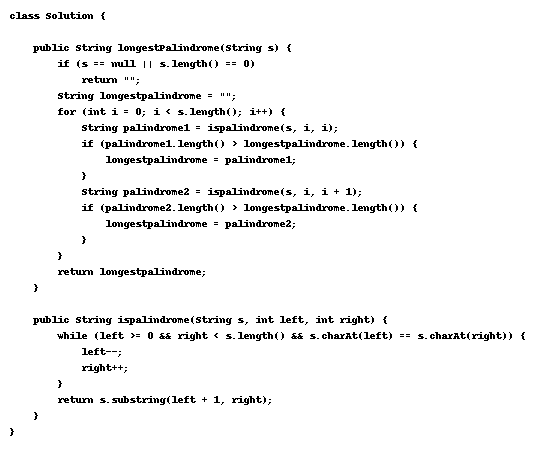 class Solution {
    public String longestPalindrome(String s) {
        if (s == null || s.length() == 0)
            return "";
        String longestpalindrome = "";
        for (int i = 0; i < s.length(); i++) {
            String palindrome1 = ispalindrome(s, i, i);
            if (palindrome1.length() > longestpalindrome.length()) {
                longestpalindrome = palindrome1;
            }
            String palindrome2 = ispalindrome(s, i, i + 1);
            if (palindrome2.length() > longestpalindrome.length()) {
                longestpalindrome = palindrome2;
            }
        }
        return longestpalindrome;
    }
    public String ispalindrome(String s, int left, int right) {
        while (left >= 0 && right < s.length() && s.charAt(left) == s.charAt(right)) {
            left--;
            right++;
        }
        return s.substring(left + 1, right);
    }
}